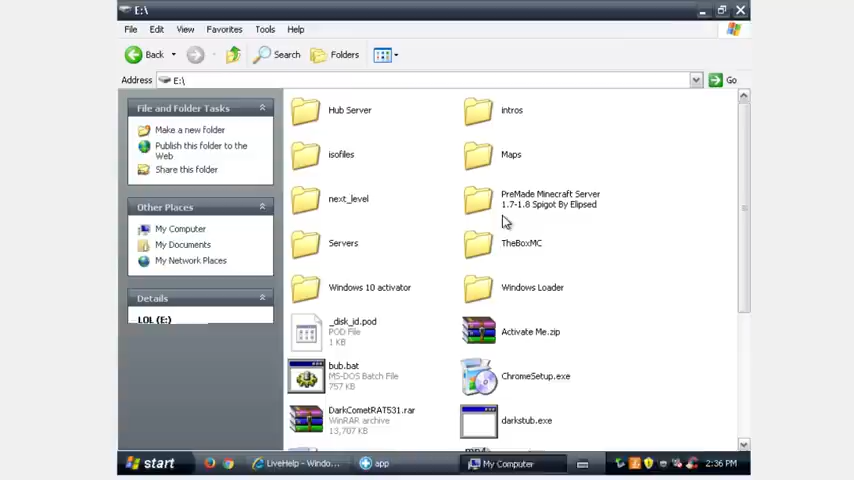 E:\
File Edit View Favorites Tools Help
Back Search Folders
Address E:\ Go
File and Folder Tasks
Make a new folder
Publish this folder to the
Web
Share this folder
Other Places
My Computer
My Documents
My Network Places
Details
LOL (E:)
Hub Server
intros
isofiles
Maps
next_level
PreMade Minecraft Server
1.7-1.8 Spigot By Elipsed
Servers
TheBoxMC
Windows 10 activator
Windows Loader
_disk_id.pod
POD File
1 KB
Activate Me.zip
bub.bat
MS-DOS Batch File
757 KB
ChromeSetup.exe
DarkCometRAT531.rar
WinRAR archive
13,707 KB
darkstub.exe
start
LiveHelp - Windo...
app
My Computer
2:36 PM